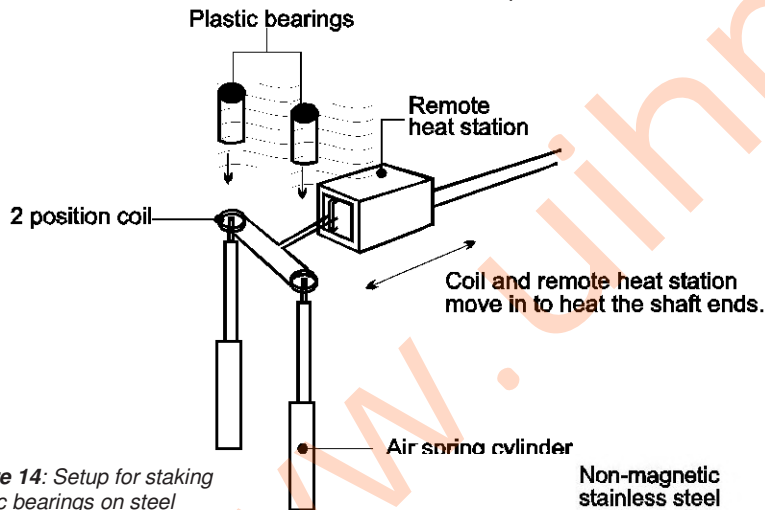 Plastic bearings
Remote
heat station
2 position coil
Coil and remote heat station
move in to heat the shaft ends.
Air spring cylinder
14: Setup for staking
bearings on steel
Non-magnetic
stainless steel